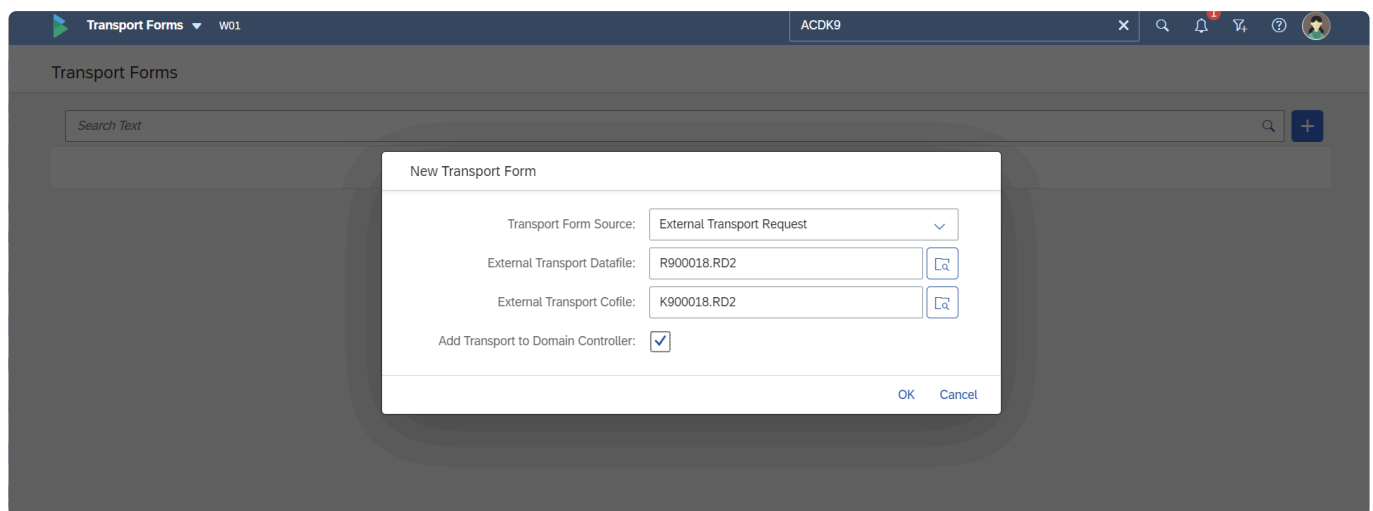 Transport Forms W01 ACDK9 1
Transport Forms
Search Text
New Transport Form
Transport Form Source: External Transport Request
External Transport Datafile: R900018.RD2
External Transport Cofile: K900018.RD2
Add Transport to Domain Controller:
OK Cancel